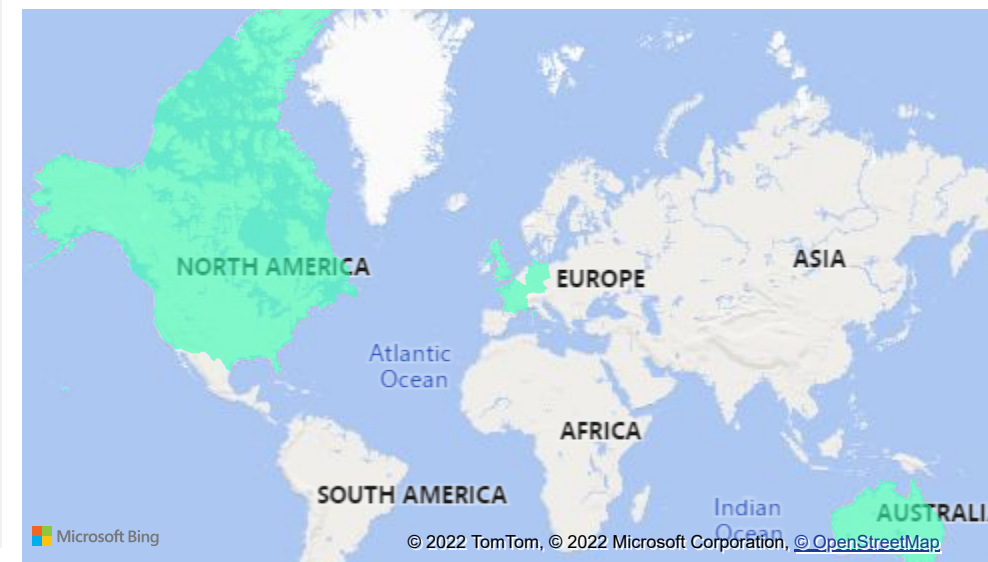 NORTH AMERICA
EUROPE
ASIA
Atlantic
Ocean
AFRICA
SOUTH AMERICA
Indian
Ocean
AUSTRALI
Microsoft Bing
© 2022 TomTom, © 2022 Microsoft Corporation, © OpenStreetMap